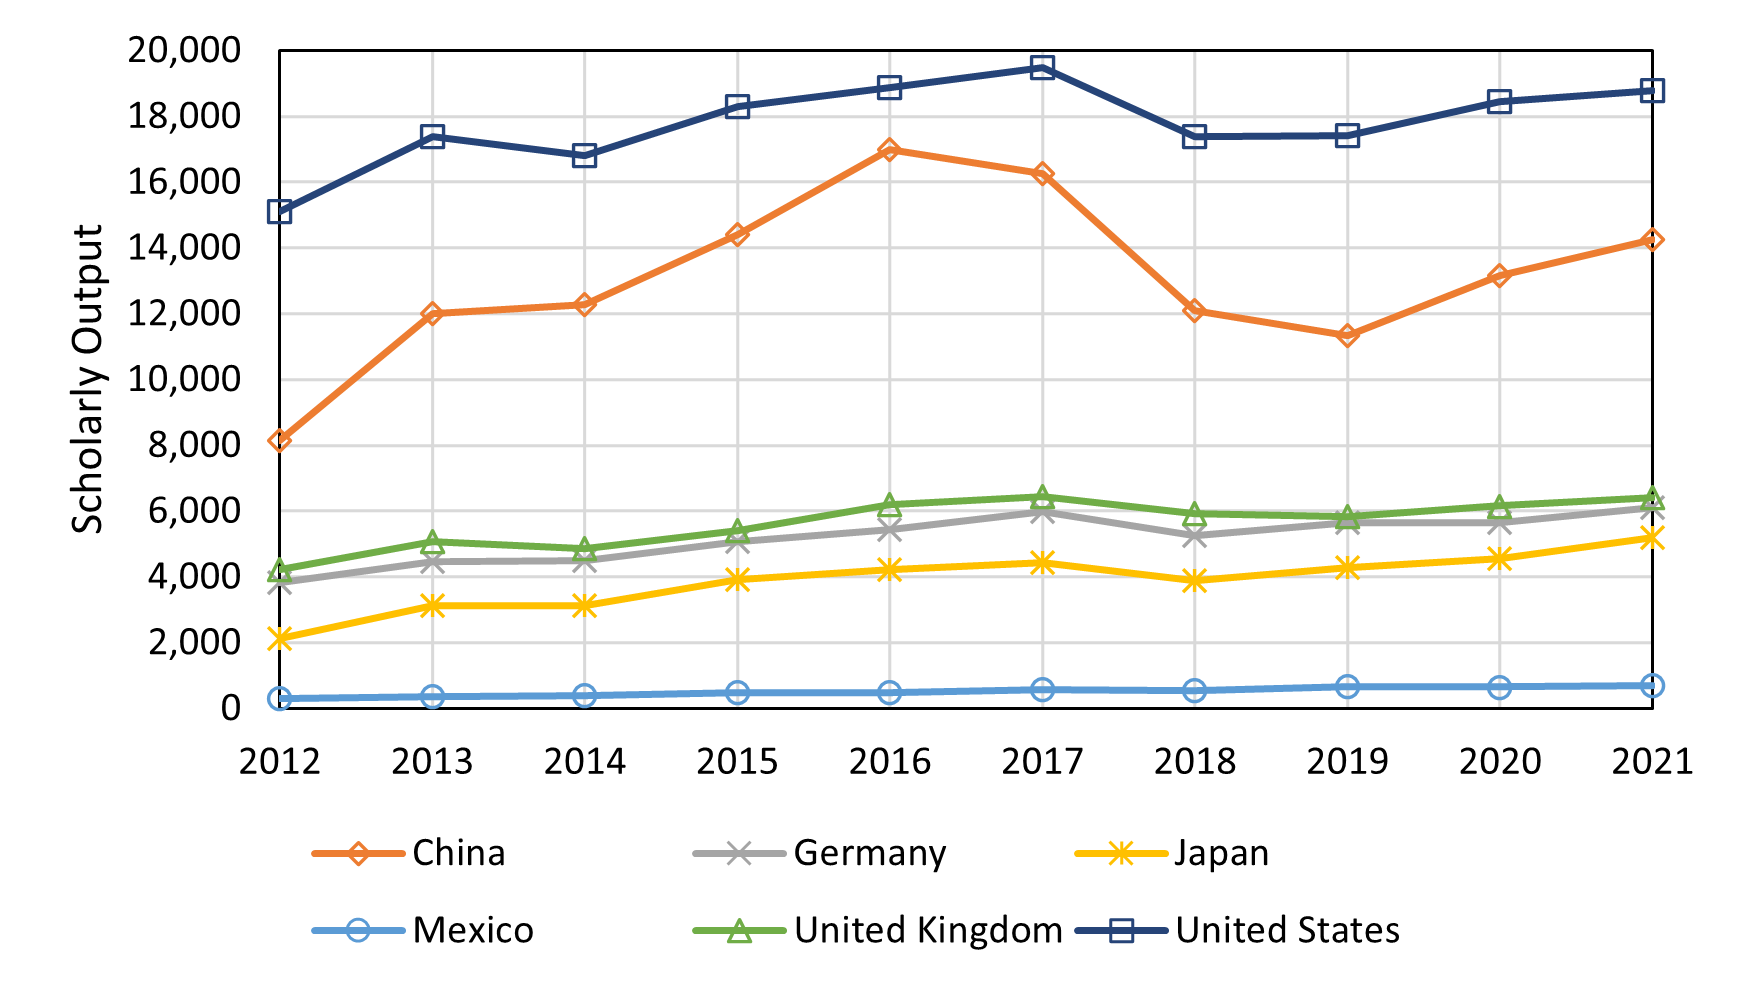 20,000
18,000
16,000
14,000
12,000
10,000
8,000
6,000
4,000
2,000
0
Scholarly Output
2012 2013 2014 2015 2016 2017 2018 2019 2020 2021
China Germany Japan
Mexico United Kingdom United States